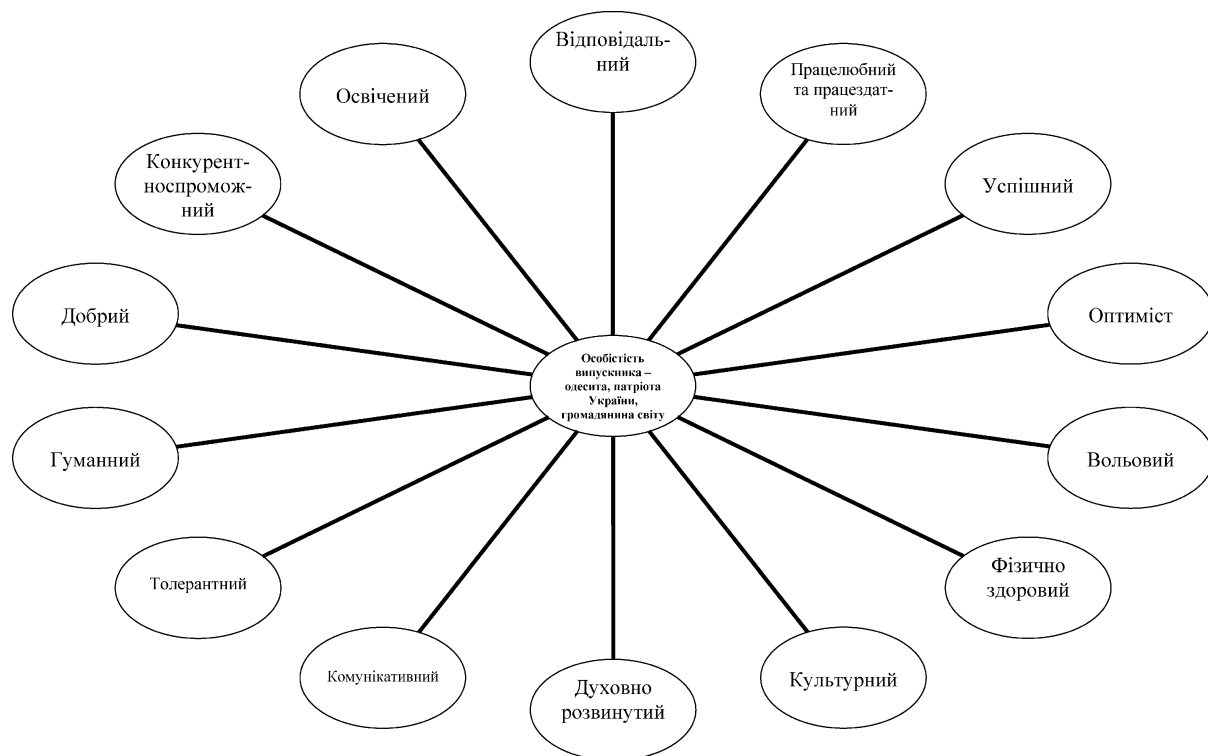 Відповідаль-
ний
Працелюбний
та працездат-
ний
Успішний
Оптиміст
Вольовий
Фізично
здоровий
Культурний
Духовно
розвинутий
Комунікативний
Толерантний
Гуманний
Добрий
Конкурент-
носпромож-
ний
Освічений
Особістість
випускника –
одесита, патріота
України,
громадянина світу